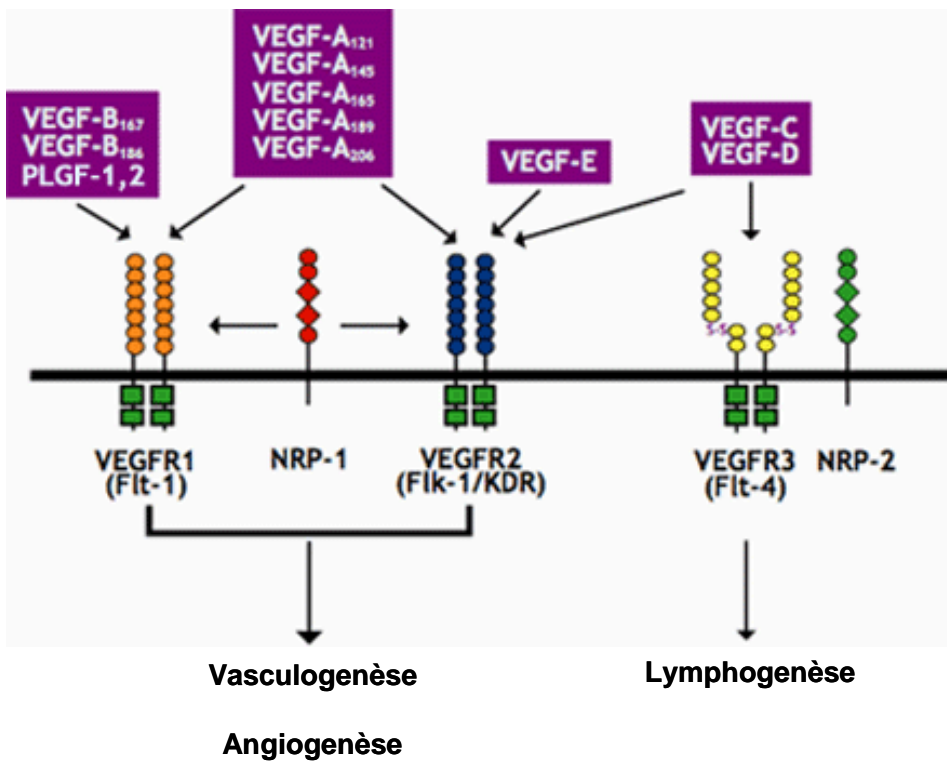 VEGF-A₁₂₁
VEGF-A₁₄₅
VEGF-A₁₆₅
VEGF-A₁₈₉
VEGF-A₂₀₆
VEGF-B₁₆₇
VEGF-B₁₈₆
PLGF-1,2
VEGF-E
VEGF-C
VEGF-D
S-S
S-S
VEGFR1
(Flt-1)
NRP-1
VEGFR2
(Flk-1/KDR)
VEGFR3
(Flt-4)
NRP-2
Vasculogenèse
Angiogenèse
Lymphogenèse